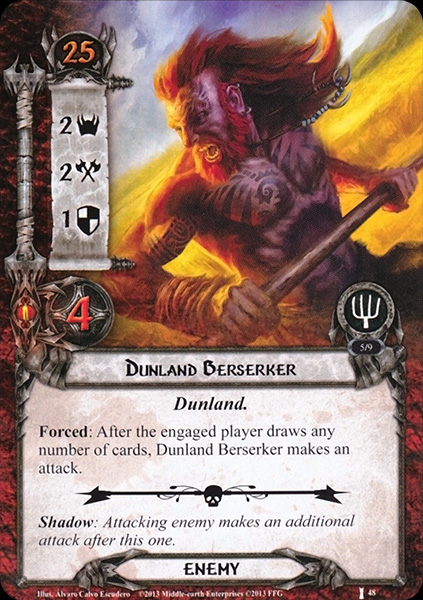 25
2
2
1
4
5/9
Dunland Berserker
Dunland.
Forced: After the engaged player draws any
number of cards, Dunland Berserker makes an
attack.
Shadow: Attacking enemy makes an additional
attack after this one.
ENEMY
Illus. Álvaro Calvo Escudero ©2013 Middle-earth Enterprises ©2013 FFG 48